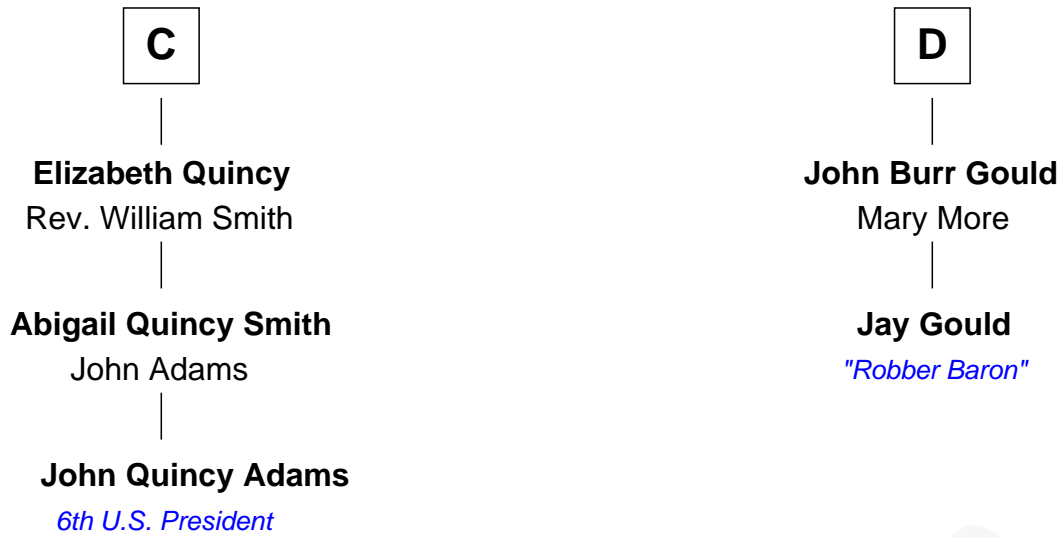 C
Elizabeth Quincy
Rev. William Smith
Abigail Quincy Smith
John Adams
John Quincy Adams
6th U.S. President
D
John Burr Gould
Mary More
Jay Gould
"Robber Baron"